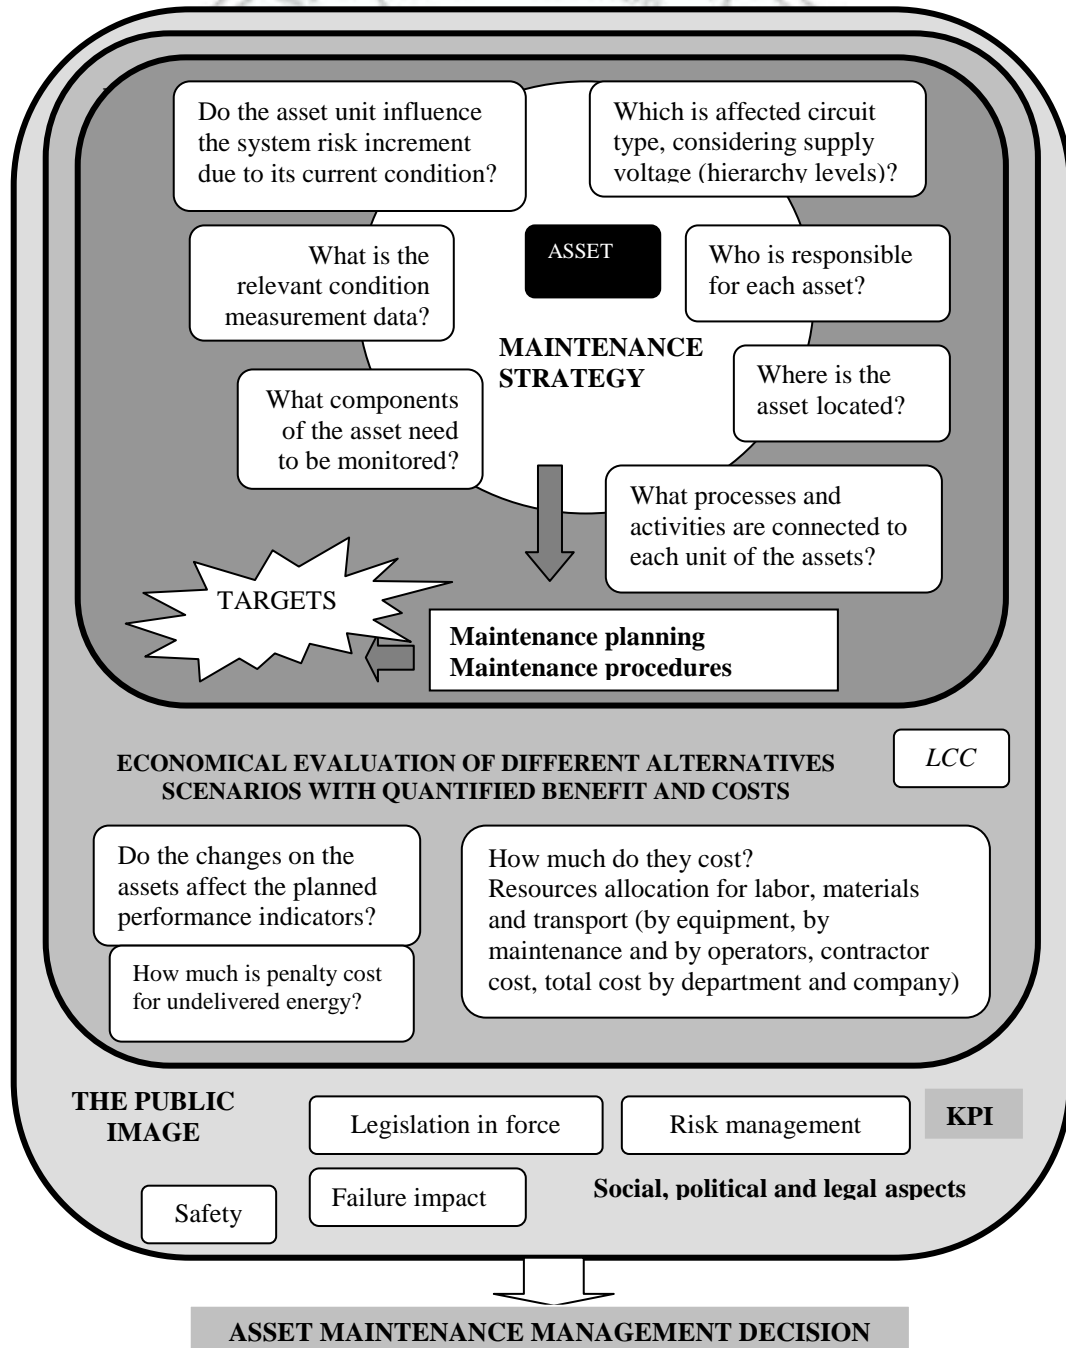 Do the asset unit influence
the system risk increment
due to its current condition?
Which is affected circuit
type, considering supply
voltage (hierarchy levels)?
What is the
relevant condition
measurement data?
ASSET
Who is responsible
for each asset?
MAINTENANCE
STRATEGY
Where is the
asset located?
What components
of the asset need
to be monitored?
What processes and
activities are connected to
each unit of the assets?
TARGETS
Maintenance planning
Maintenance procedures
ECONOMICAL EVALUATION OF DIFFERENT ALTERNATIVES
SCENARIOS WITH QUANTIFIED BENEFIT AND COSTS
LCC
Do the changes on the
assets affect the planned
performance indicators?
How much is penalty cost
for undelivered energy?
How much do they cost?
Resources allocation for labor, materials
and transport (by equipment, by
maintenance and by operators, contractor
cost, total cost by department and company)
THE PUBLIC
IMAGE
Legislation in force
Risk management
KPI
Safety
Failure impact
Social, political and legal aspects
ASSET MAINTENANCE MANAGEMENT DECISION